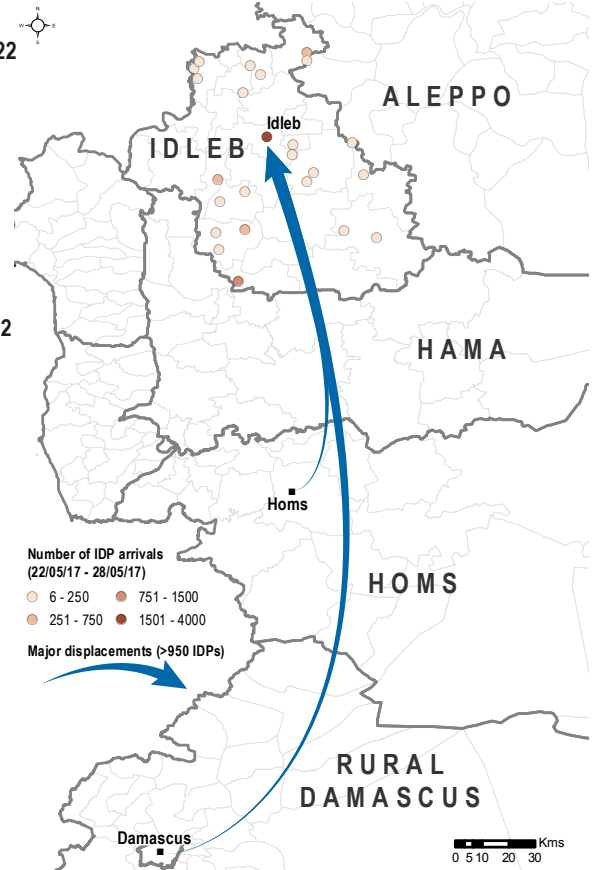 N
W E
S
22
ALEPPO
Idleb
IDLEB
2
HAMA
Homs
Number of IDP arrivals
(22/05/17 - 28/05/17)
6 - 250 751 - 1500
251 - 750 1501 - 4000
HOMS
Major displacements (>950 IDPs)
RURAL
DAMASCUS
Damascus
Kms
0 5 10 20 30